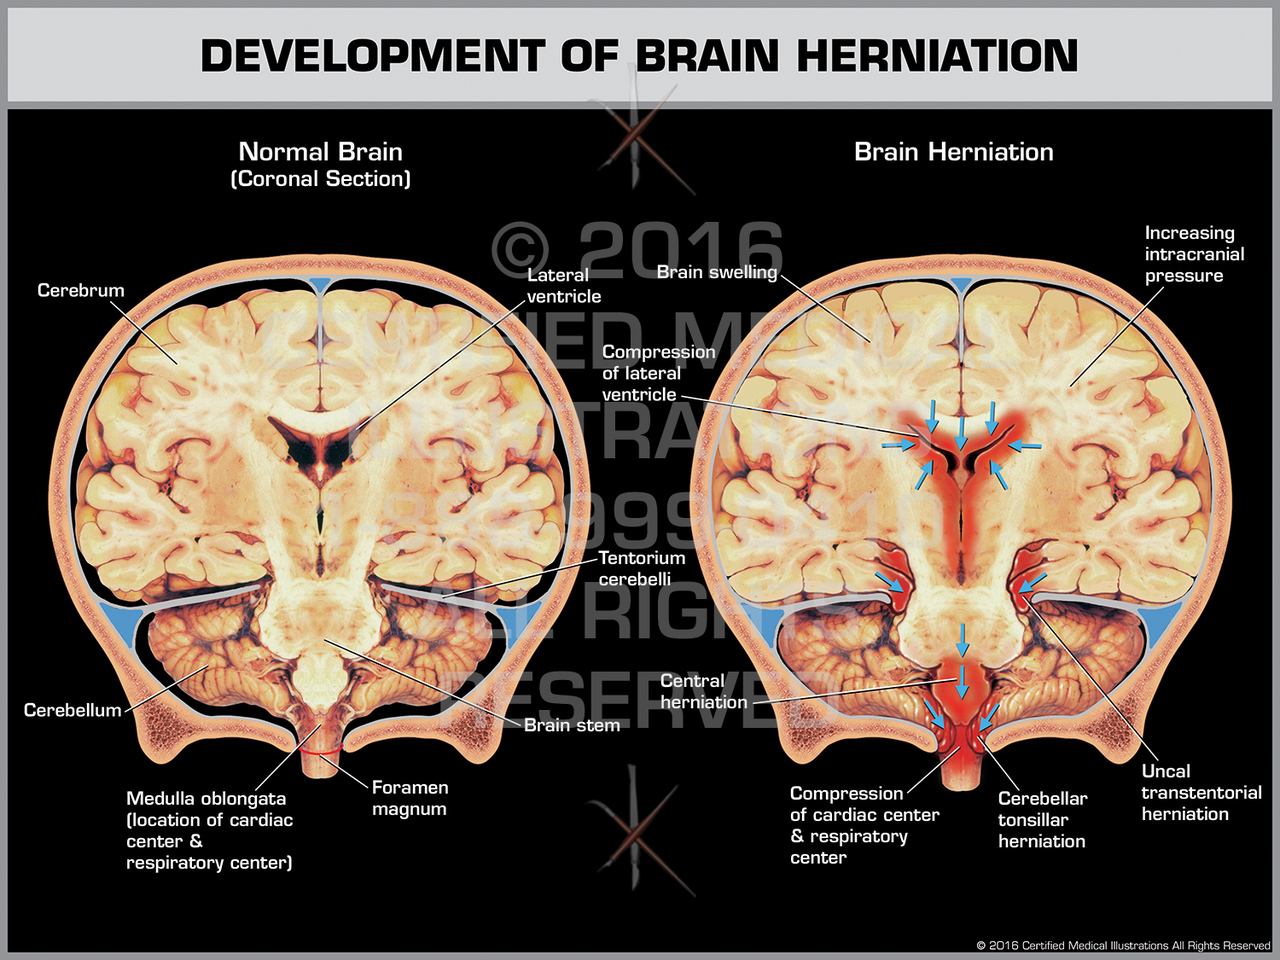 DEVELOPMENT OF BRAIN HERNIATION
Normal Brain
(Coronal Section)
Cerebrum
Lateral
ventricle
Tentorium
cerebelli
Cerebellum
Brain stem
Medulla oblongata
(location of cardiac
center &
respiratory center)
Foramen
magnum
Brain Herniation
Brain swelling
Increasing
intracranial
pressure
Compression
of lateral
ventricle
Central
herniation
Compression
of cardiac center
& respiratory
center
Cerebellar
tonsillar
herniation
Uncal
transtentorial
herniation
© 2016
ALL RIGHTS
RESERVED
© 2016 Certified Medical Illustrations All Rights Reserved